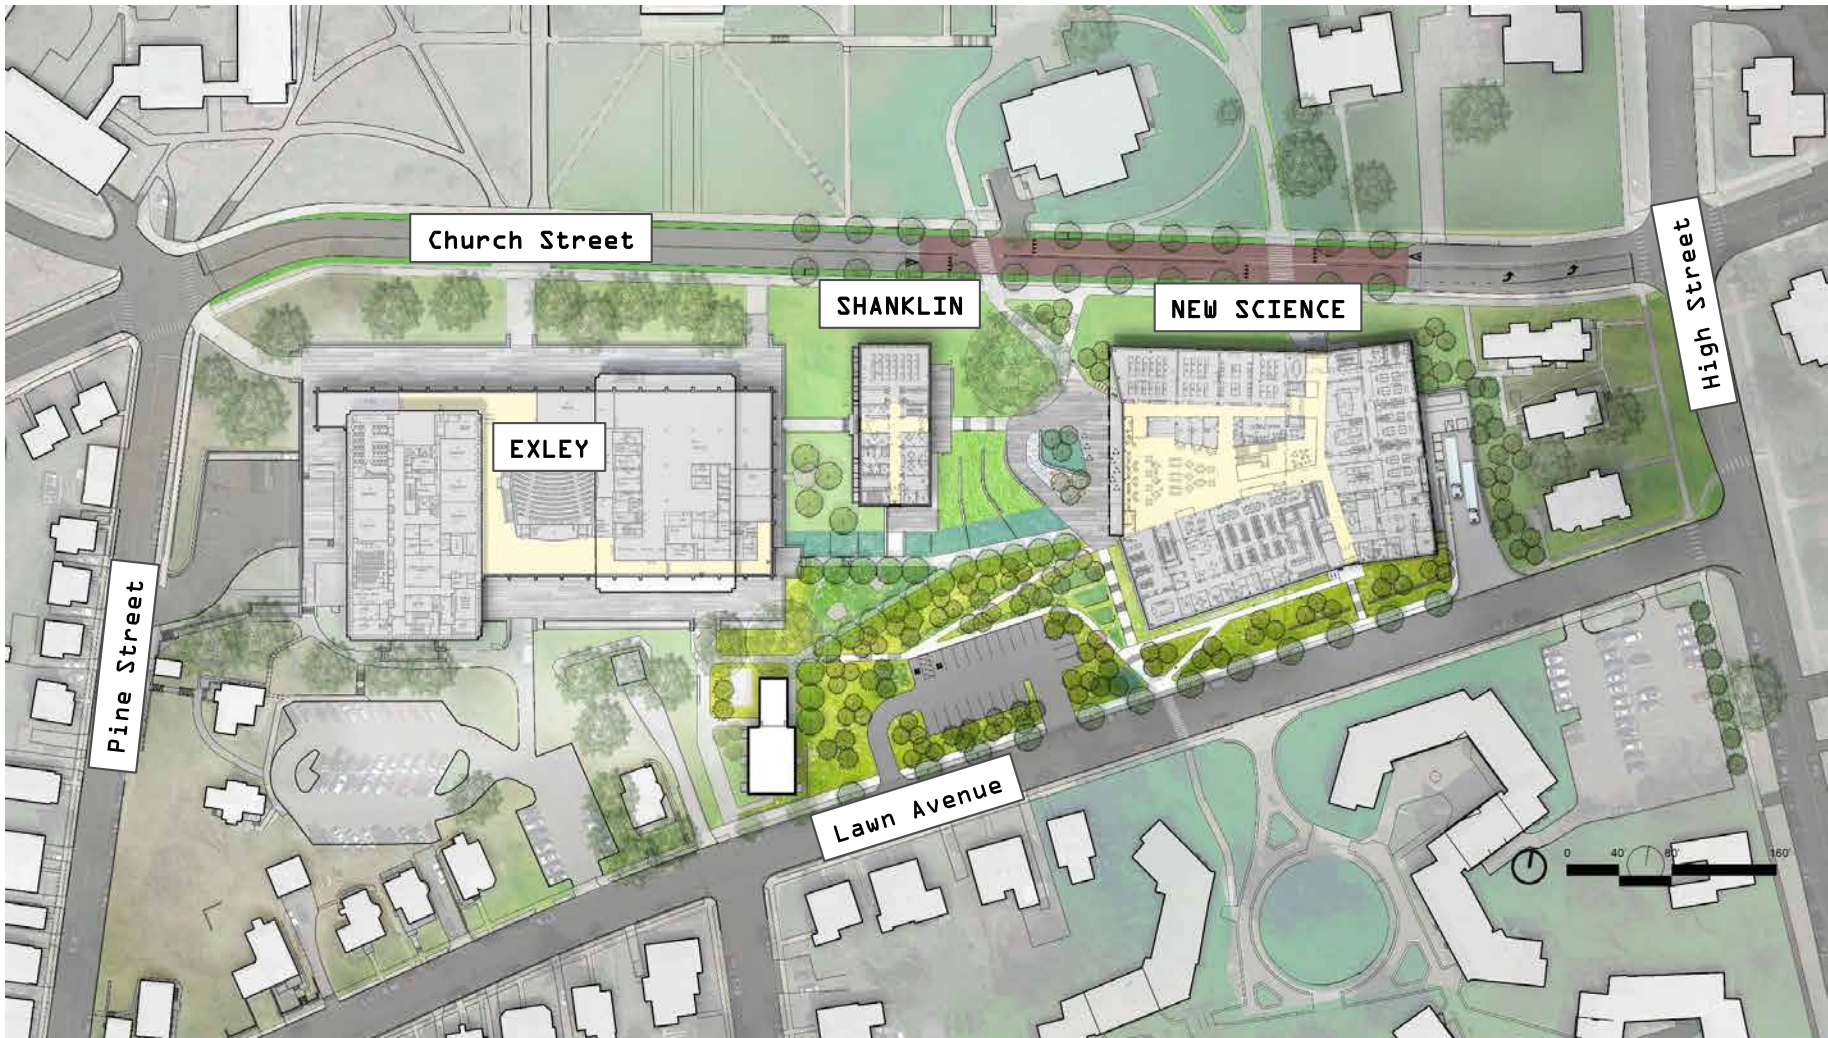 Church Street
High Street
SHANKLIN
NEW SCIENCE
EXLEY
Pine Street
Lawn Avenue
0 40' 80' 160'